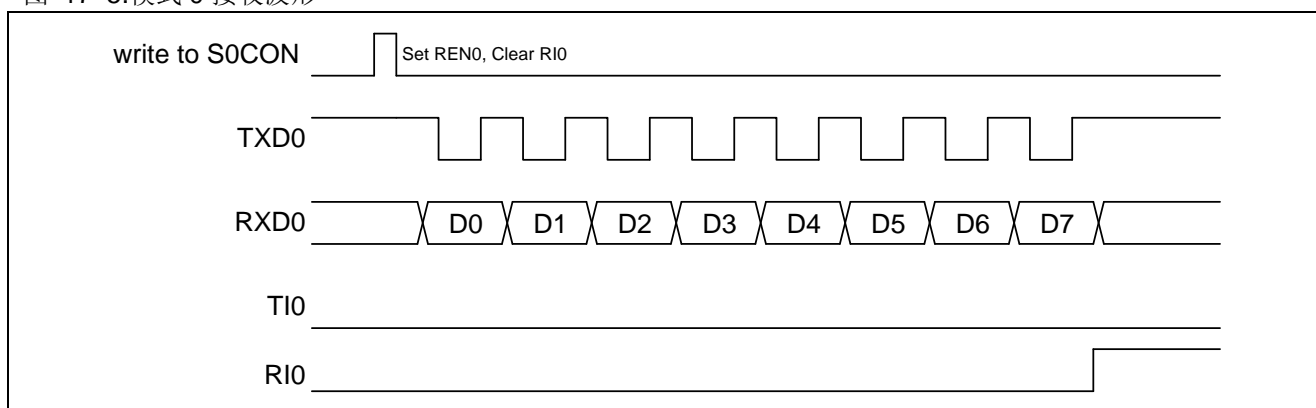 write to S0CON Set REN0, Clear RI0
TXD0
RXD0 D0 D1 D2 D3 D4 D5 D6 D7
TI0
RI0